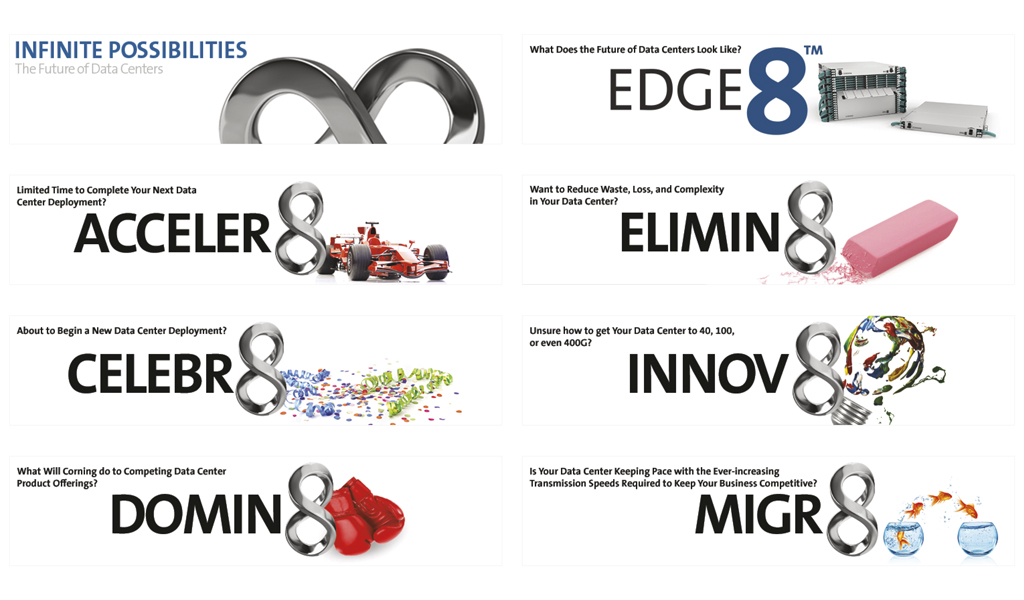 INFINITE POSSIBILITIES
The Future of Data Centers
What Does the Future of Data Centers Look Like?
EDGE8™
Limited Time to Complete Your Next Data
Center Deployment?
ACCELER8
Want to Reduce Waste, Loss, and Complexity
in Your Data Center?
ELIMIN8
About to Begin a New Data Center Deployment?
CELEBR8
Unsure how to get Your Data Center to 40, 100,
or even 400G?
INNOV8
What Will Corning do to Competing Data Center
Product Offerings?
DOMIN8
Is Your Data Center Keeping Pace with the Ever-increasing
Transmission Speeds Required to Keep Your Business Competitive?
MIGR8